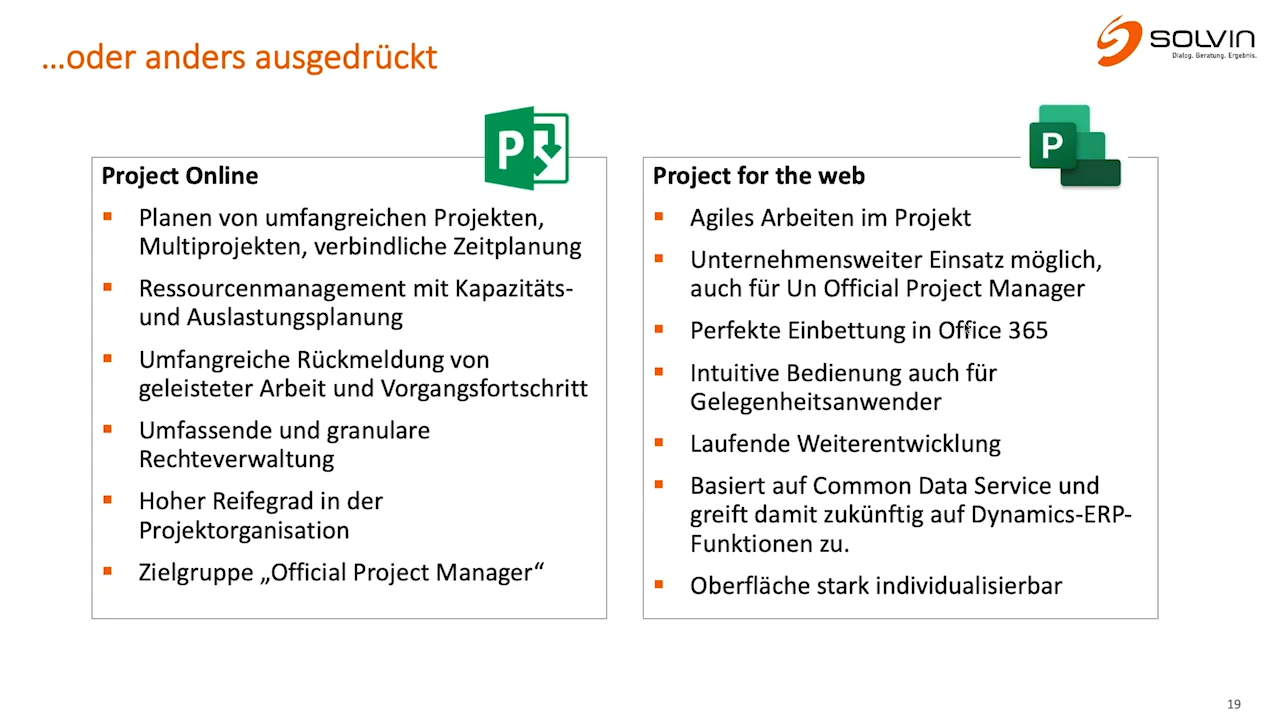 ...oder anders ausgedrückt
SOLVIN
Dialog. Beratung. Ergebnis.
P
Project Online
Planen von umfangreichen Projekten,
Multiprojekten, verbindliche Zeitplanung
Ressourcenmanagement mit Kapazitäts-
und Auslastungsplanung
Umfangreiche Rückmeldung von
geleisteter Arbeit und Vorgangsfortschritt
Umfassende und granulare
Rechteverwaltung
Hoher Reifegrad in der
Projektorganisation
Zielgruppe „Official Project Manager“
P
Project for the web
Agiles Arbeiten im Projekt
Unternehmensweiter Einsatz möglich,
auch für Un Official Project Manager
Perfekte Einbettung in Office 365
Intuitive Bedienung auch für
Gelegenheitsanwender
Laufende Weiterentwicklung
Basiert auf Common Data Service und
greift damit zukünftig auf Dynamics-ERP-
Funktionen zu.
Oberfläche stark individualisierbar
19